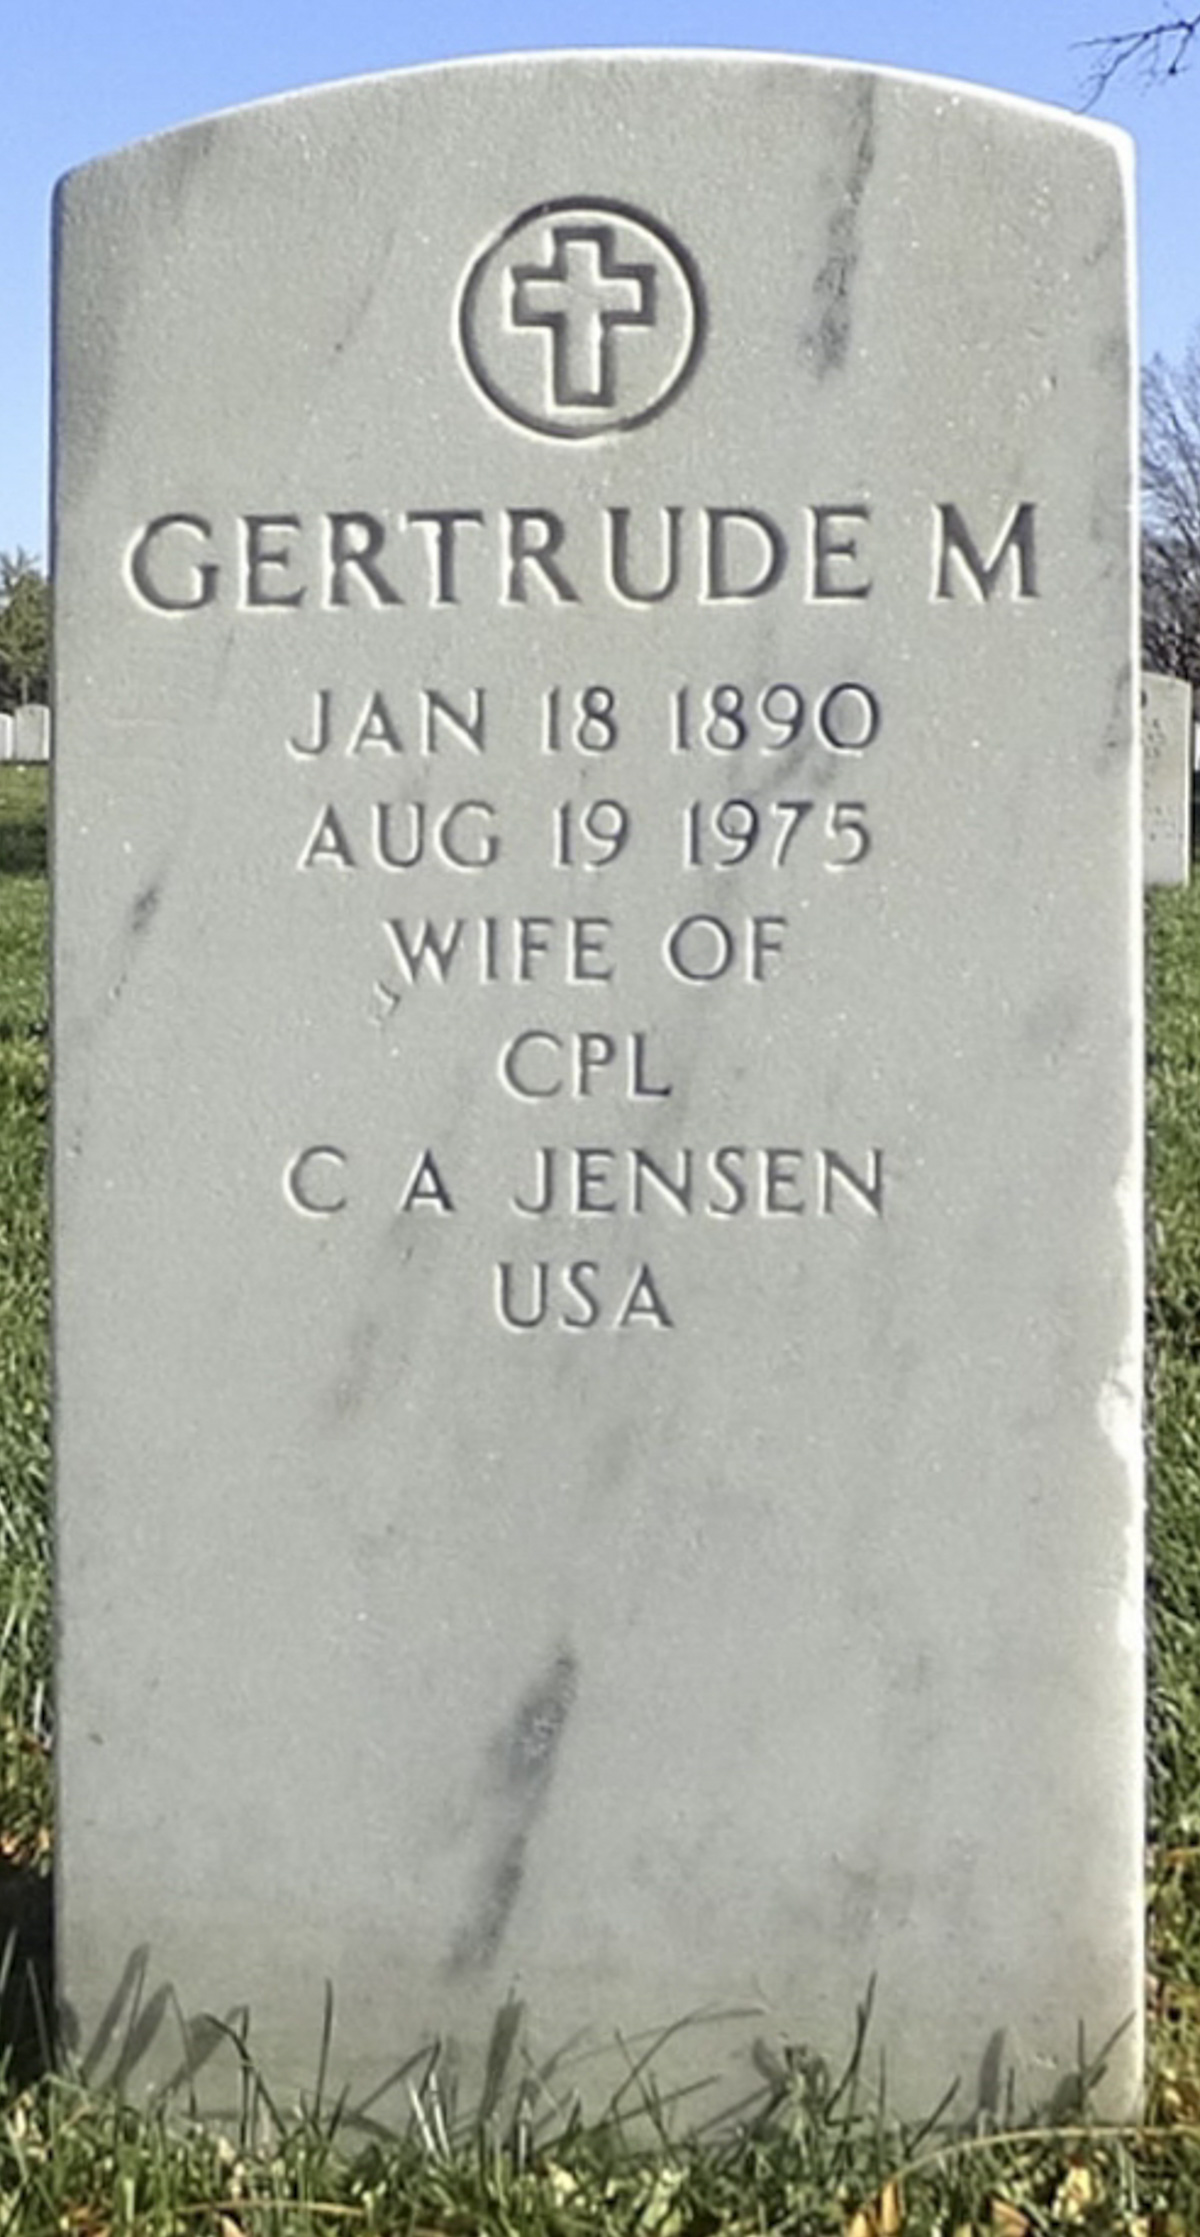 GERTRUDE M
JAN 18 1890
AUG 19 1975
WIFE OF
CPL
C A JENSEN
USA